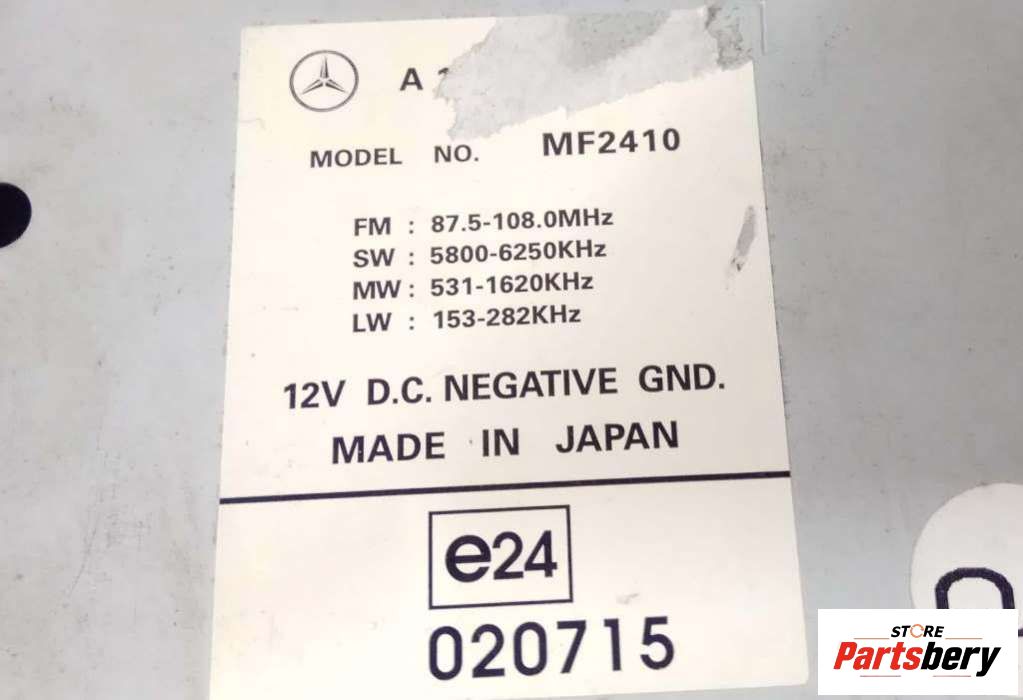 A 1
MODEL NO. MF2410
FM : 87.5-108.0MHz
SW : 5800-6250KHz
MW : 531-1620KHz
LW : 153-282KHz
12V D.C. NEGATIVE GND.
MADE IN JAPAN
e24
020715
STORE
Partsbery